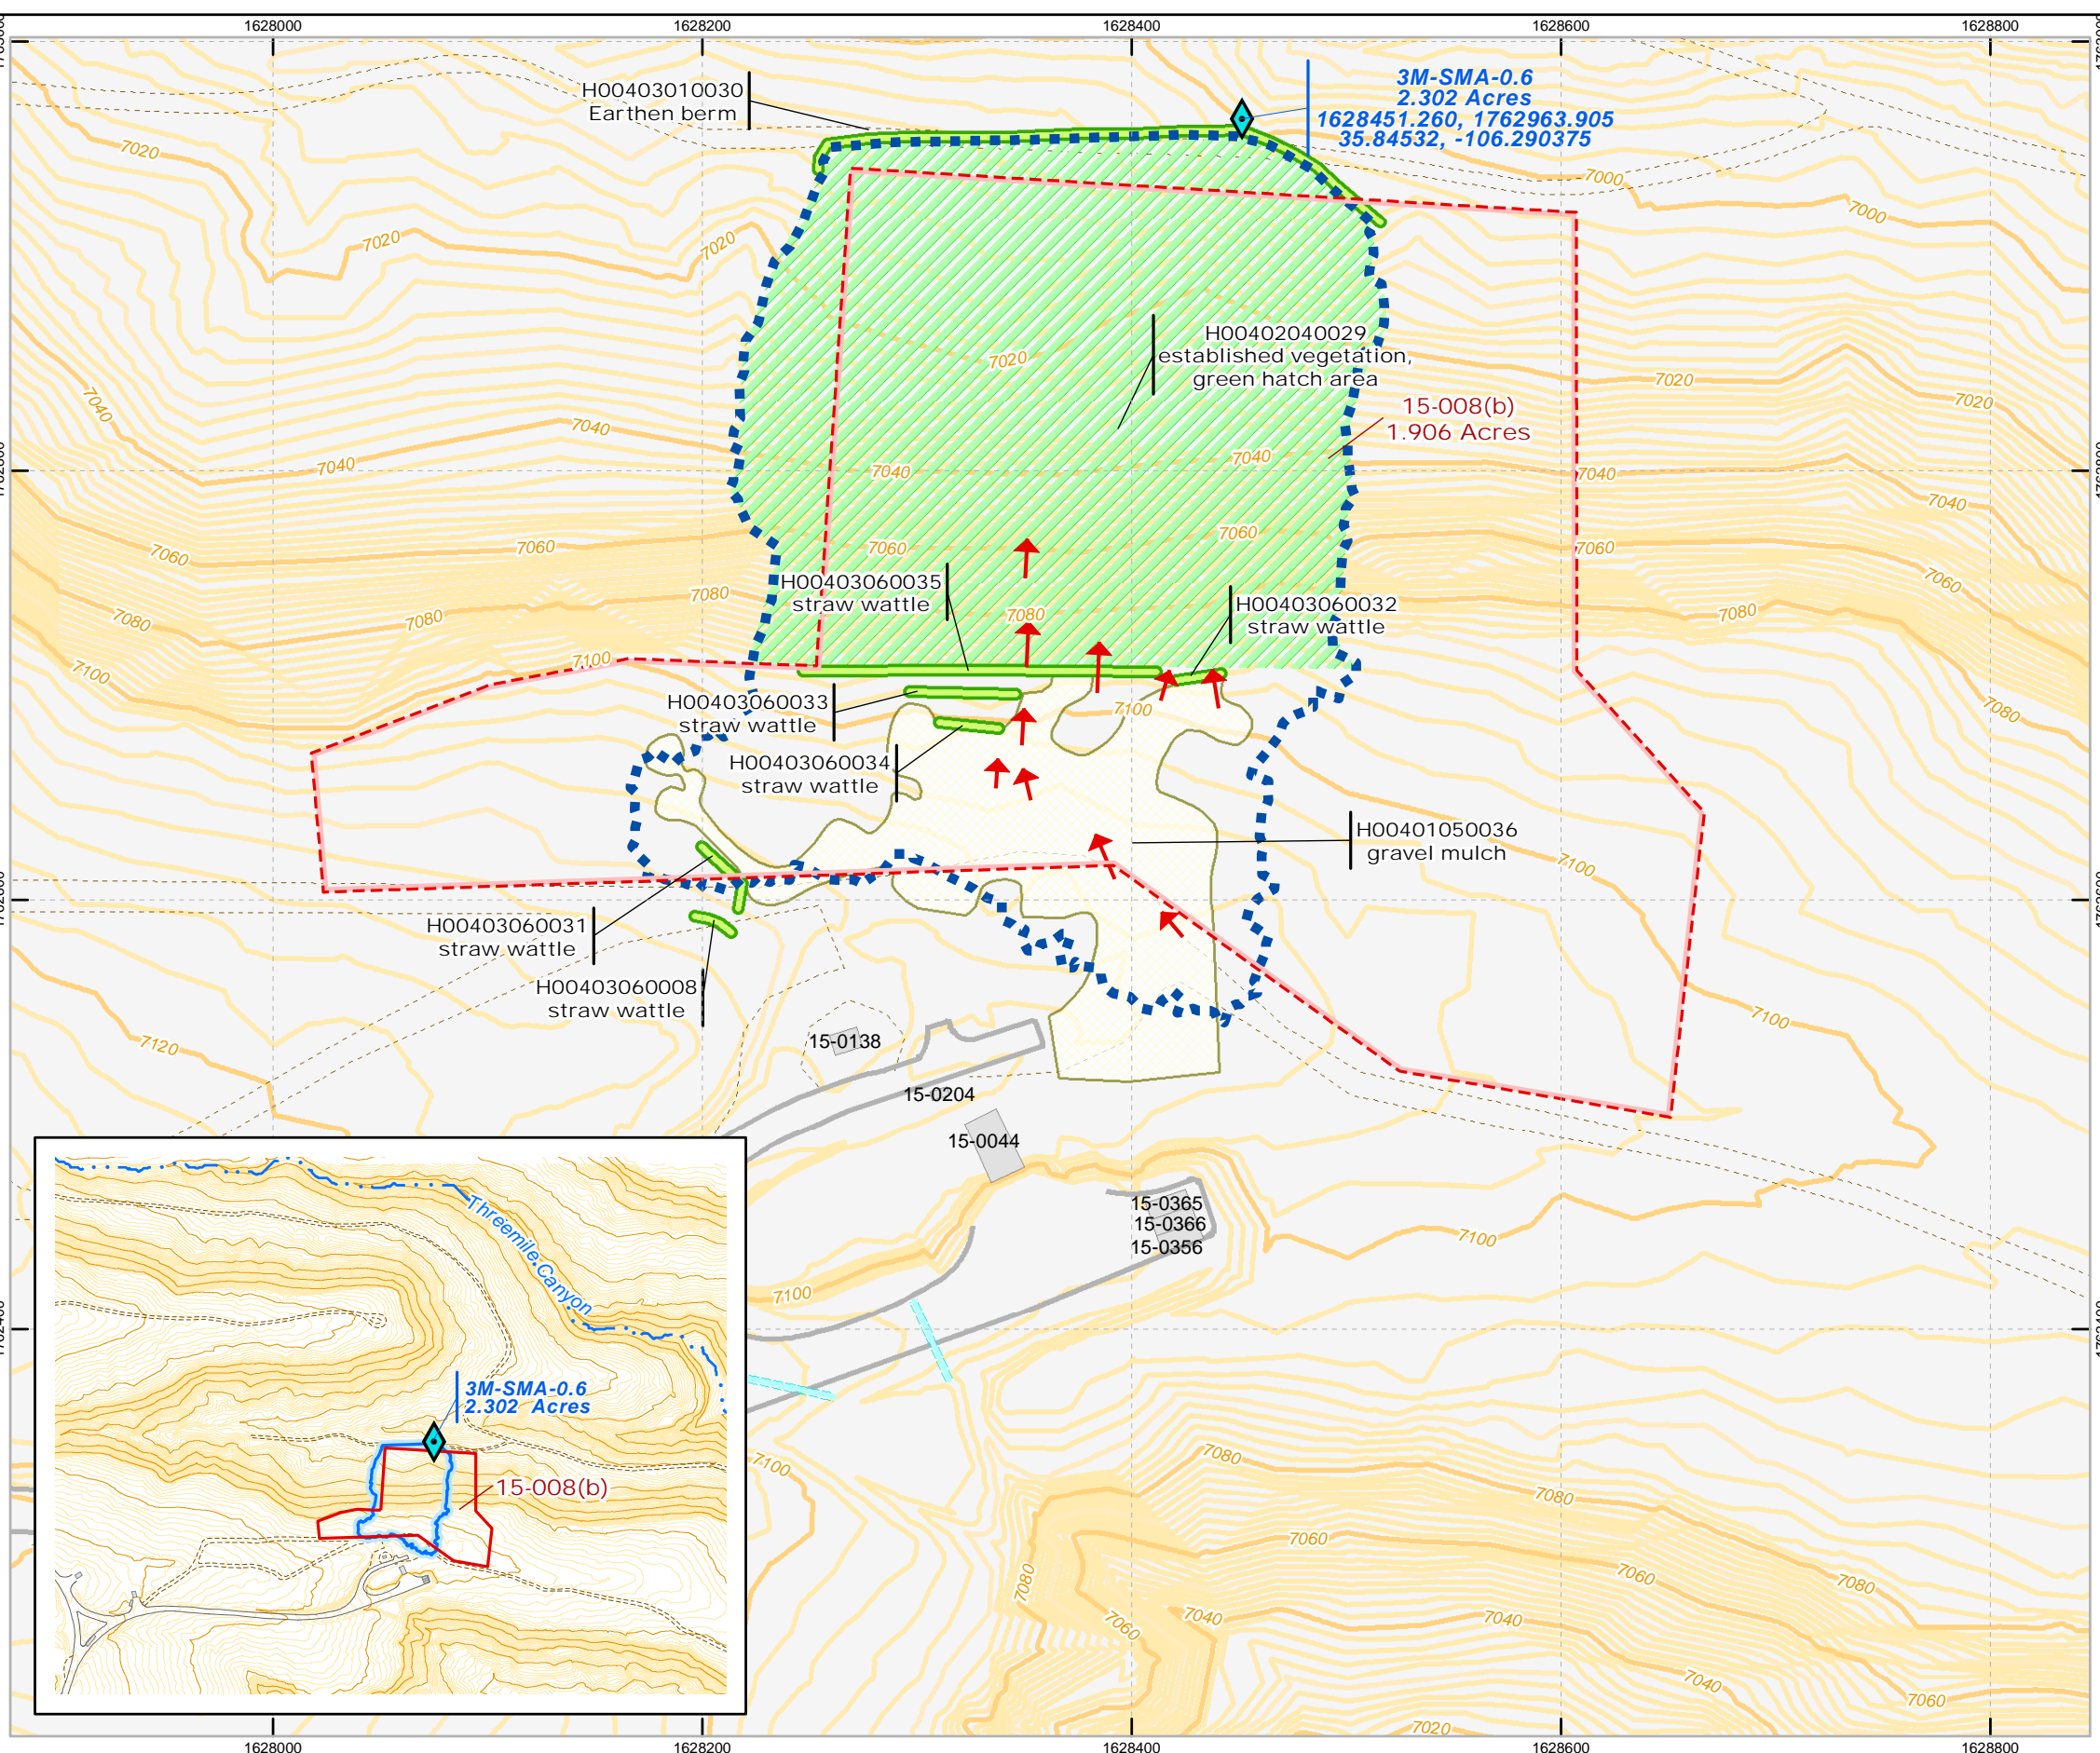 1628000
1628200
1628400
1628600
1628800
H00403010030
Earthen berm
3M-SMA-0.6
2.302 Acres
1628451.260, 1762963.905
35.84532, -106.290375
7020
7000
7000
7020
7020
H00402040029
established vegetation,
green hatch area
7020
7020
7020
7040
15-008(b)
1.906 Acres
7040
7040
7040
7040
7040
7040
7060
7060
7060
7060
7060
7060
H00403060035
straw wattle
H00403060032
straw wattle
7080
7080
7080
7080
7080
7100
7100
7080
H00403060033
straw wattle
7100
H00403060034
straw wattle
H00401050036
gravel mulch
7100
H00403060031
straw wattle
H00403060008
straw wattle
7100
7120
15-0138
15-0204
15-0044
15-0365
15-0366
15-0356
7100
7100
Threemile Canyon
3M-SMA-0.6
2.302 Acres
15-008(b)
7100
7080
7080
7060
7080
7060
7080
7060
7040
7040
7040
7060
7020
1628000
1628200
1628400
1628600
1628800